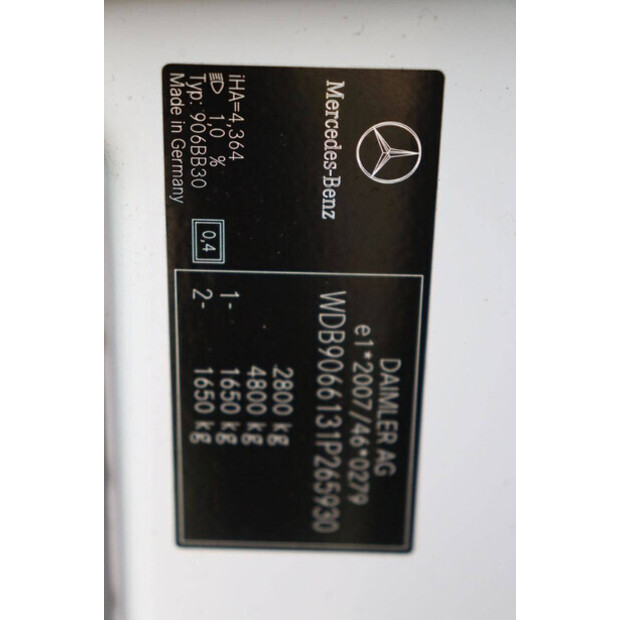 Mercedes-Benz
iHA=4,364
1,0 %
Typ: 906BB30
Made in Germany
0,4
DAIMLER AG
e1*2007/46*0279
WDB9066131P265930
2800 kg
4800 kg
1- 1650 kg
2- 1650 kg